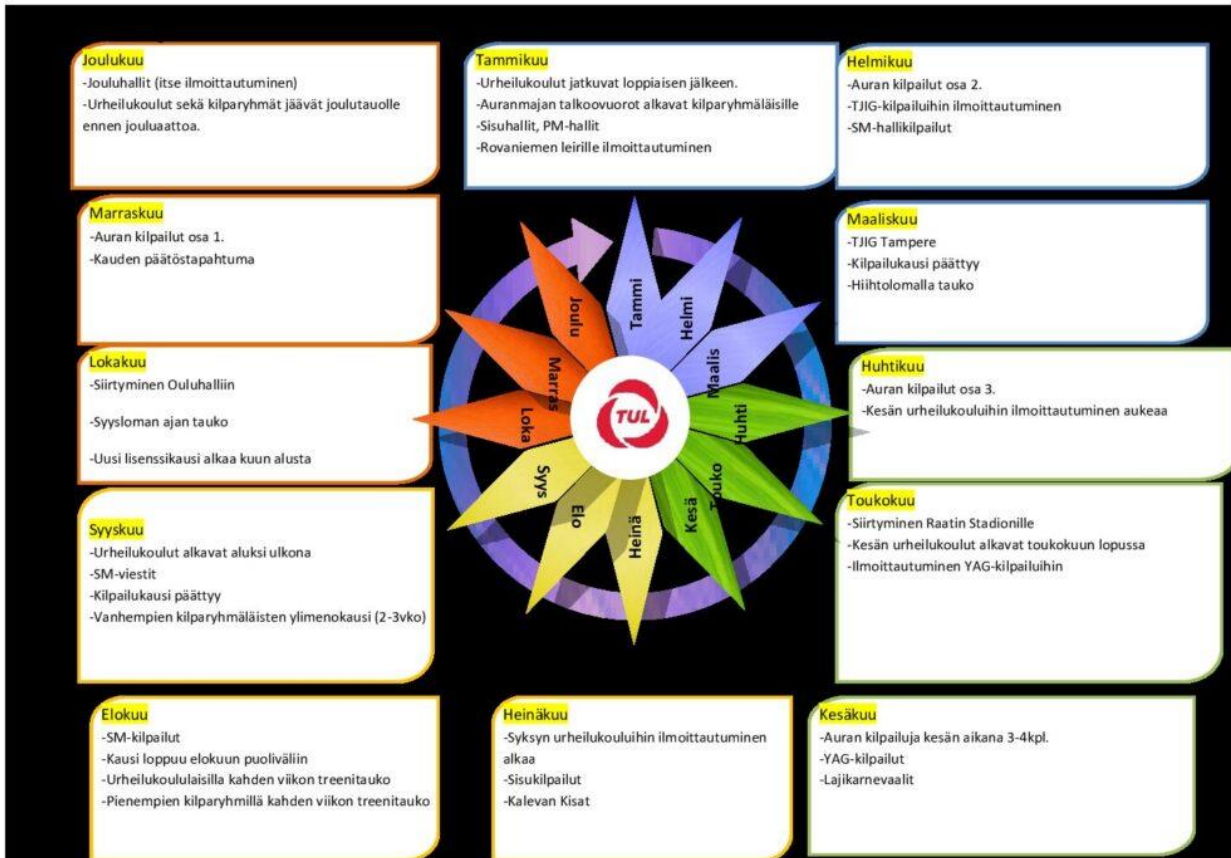 Joulukuu
-Jouluhallit (itse ilmoittautuminen)
-Urheilukoulut sekä kilparyhmät jäävät joulutauolle
ennen jouluaattoa.
Tammikuu
-Urheilukoulut jatkuvat loppiaisen jälkeen.
-Auranmajan talkoovuorot alkavat kilparyhmäläisille
-Sisuhallit, PM-hallit
-Rovaniemen leirille ilmoittautuminen
Helmikuu
-Auran kilpailut osa 2.
-TJIG-kilpailuihin ilmoittautuminen
-SM-hallikilpailut
Marraskuu
-Auran kilpailut osa 1.
-Kauden päätöstapahtuma
Maaliskuu
-TJIG Tampere
-Kilpailukausi päättyy
-Hiihtolomalla tauko
Lokakuu
-Siirtyminen Ouluhalliin
-Syysloman ajan tauko
-Uusi lisenssikausi alkaa kuun alusta
Huhtikuu
-Auran kilpailut osa 3.
-Kesän urheilukouluihin ilmoittautuminen aukeaa
Syyskuu
-Urheilukoulut alkavat aluksi ulkona
-SM-viestit
-Kilpailukausi päättyy
-Vanhempien kilparyhmäläisten ylimenokausi (2-3vko)
Toukokuu
-Siirtyminen Raatin Stadionille
-Kesän urheilukoulut alkavat toukokuun lopussa
-Ilmoittautuminen YAG-kilpailuihin
Elokuu
-SM-kilpailut
-Kausi loppuu elokuun puoliväliin
-Urheilukoululaisilla kahden viikon treenitauko
-Pienempien kilparyhmillä kahden viikon treenitauko
Heinäkuu
-Syksyn urheilukouluihin ilmoittautuminen
alkaa
-Sisukilpailut
-Kalevan Kisat
Kesäkuu
-Auran kilpailuja kesän aikana 3-4kpl.
-YAG-kilpailut
-Lajikarnevaalit
Tammi
Helmi
Maalis
Huhti
Touko
Kesä
Heinä
Elo
Syys
Loka
Marras
Joulu
TUL